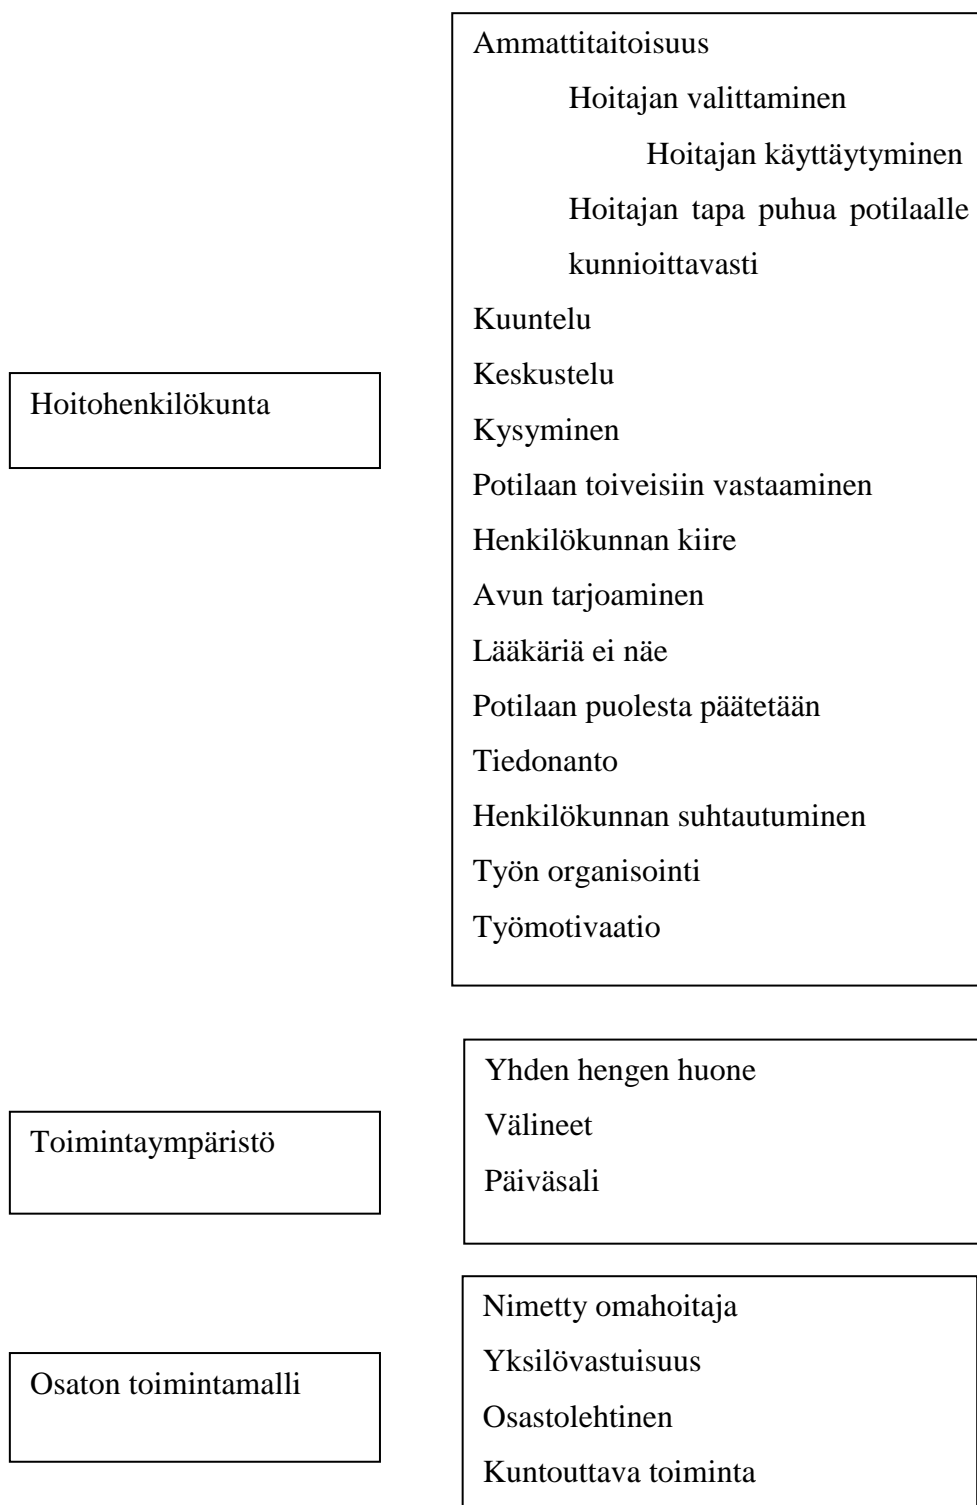 Ammattitaitoisuus
Hoitajan valittaminen
Hoitajan käyttäytyminen
Hoitajan tapa puhua potilaalle
kunnioittavasti
Kuuntelu
Keskustelu
Kysyminen
Potilaan toiveisiin vastaaminen
Henkilökunnan kiire
Avun tarjoaminen
Lääkäriä ei näe
Potilaan puolesta päätetään
Tiedonanto
Henkilökunnan suhtautuminen
Työn organisointi
Työmotivaatio
Hoitohenkilökunta
Yhden hengen huone
Välineet
Päiväsali
Toimintaympäristö
Nimetty omahoitaja
Yksilövastuisuus
Osastolehtinen
Kuntouttava toiminta
Osaton toimintamalli